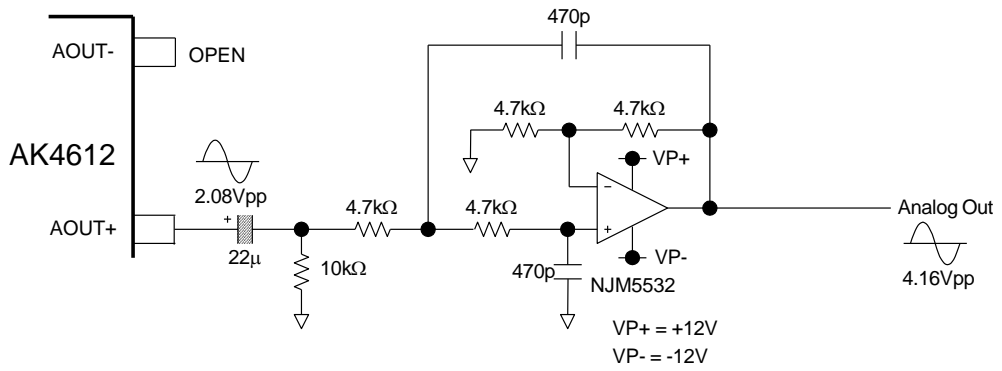 470p
AOUT-
OPEN
4.7kΩ
4.7kΩ
AK4612
VP+
2.08Vpp
4.7kΩ
4.7kΩ
-
Analog Out
AOUT+
+
+
22μ
10kΩ
470p
VP-
NJM5532
4.16Vpp
VP+ = +12V
VP- = -12V